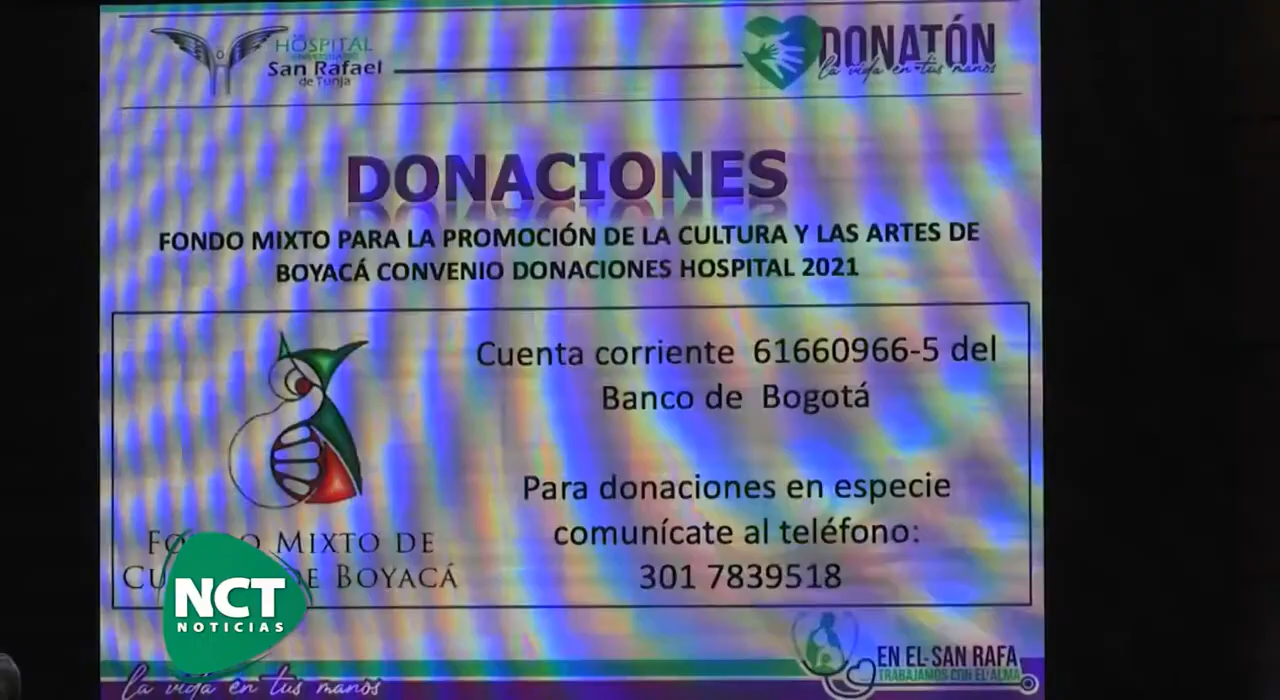 HOSPITAL
San Rafael
de Tunja
DONATÓN
la vida en tus manos
DONACIONES
FONDO MIXTO PARA LA PROMOCIÓN DE LA CULTURA Y LAS ARTES DE
BOYACÁ CONVENIO DONACIONES HOSPITAL 2021
Cuenta corriente 61660966-5 del
Banco de Bogotá
Para donaciones en especie
comunícate al teléfono:
301 7839518
MIXTO DE
DE BOYACÁ
NCT
NOTICIAS
EN EL SAN RAFA
TRABAJAMOS CON EL ALMA
la vida en tus manos